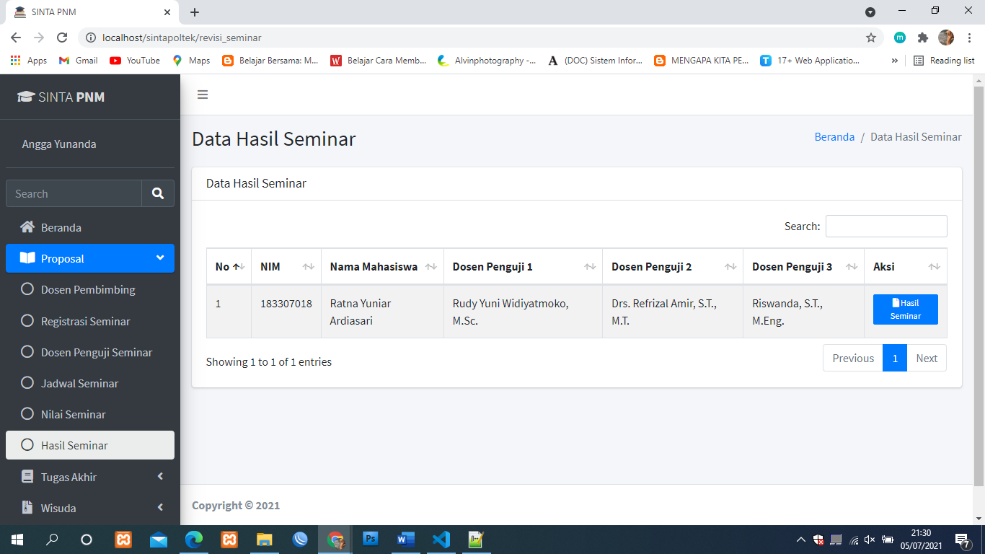 SINTA PNM
localhost/sintapoltek/revisi_seminar
Apps
Gmail
YouTube
Maps
Belajar Bersama: M...
Belajar Cara Memb...
Alvinphotography -...
(DOC) Sistem Infor...
MENGAPA KITA PE...
17+ Web Applicatio...
»
Reading list
SINTA PNM
Angga Yunanda
Search
Beranda
Proposal
Dosen Pembimbing
Registrasi Seminar
Dosen Penguji Seminar
Jadwal Seminar
Nilai Seminar
Hasil Seminar
Tugas Akhir
Wisuda
Data Hasil Seminar
Beranda / Data Hasil Seminar
Data Hasil Seminar
Search:
No NIM Nama Mahasiswa Dosen Penguji 1 Dosen Penguji 2 Dosen Penguji 3 Aksi
1 183307018 Ratna Yuniar Rudy Yuni Widiyatmoko, Drs. Refrizal Amir, S.T., Riswanda, S.T., Hasil
Ardiasari M.Sc. M.T. M.Eng. Seminar
Showing 1 to 1 of 1 entries
Previous 1 Next
Copyright © 2021
21:30
05/07/2021
7